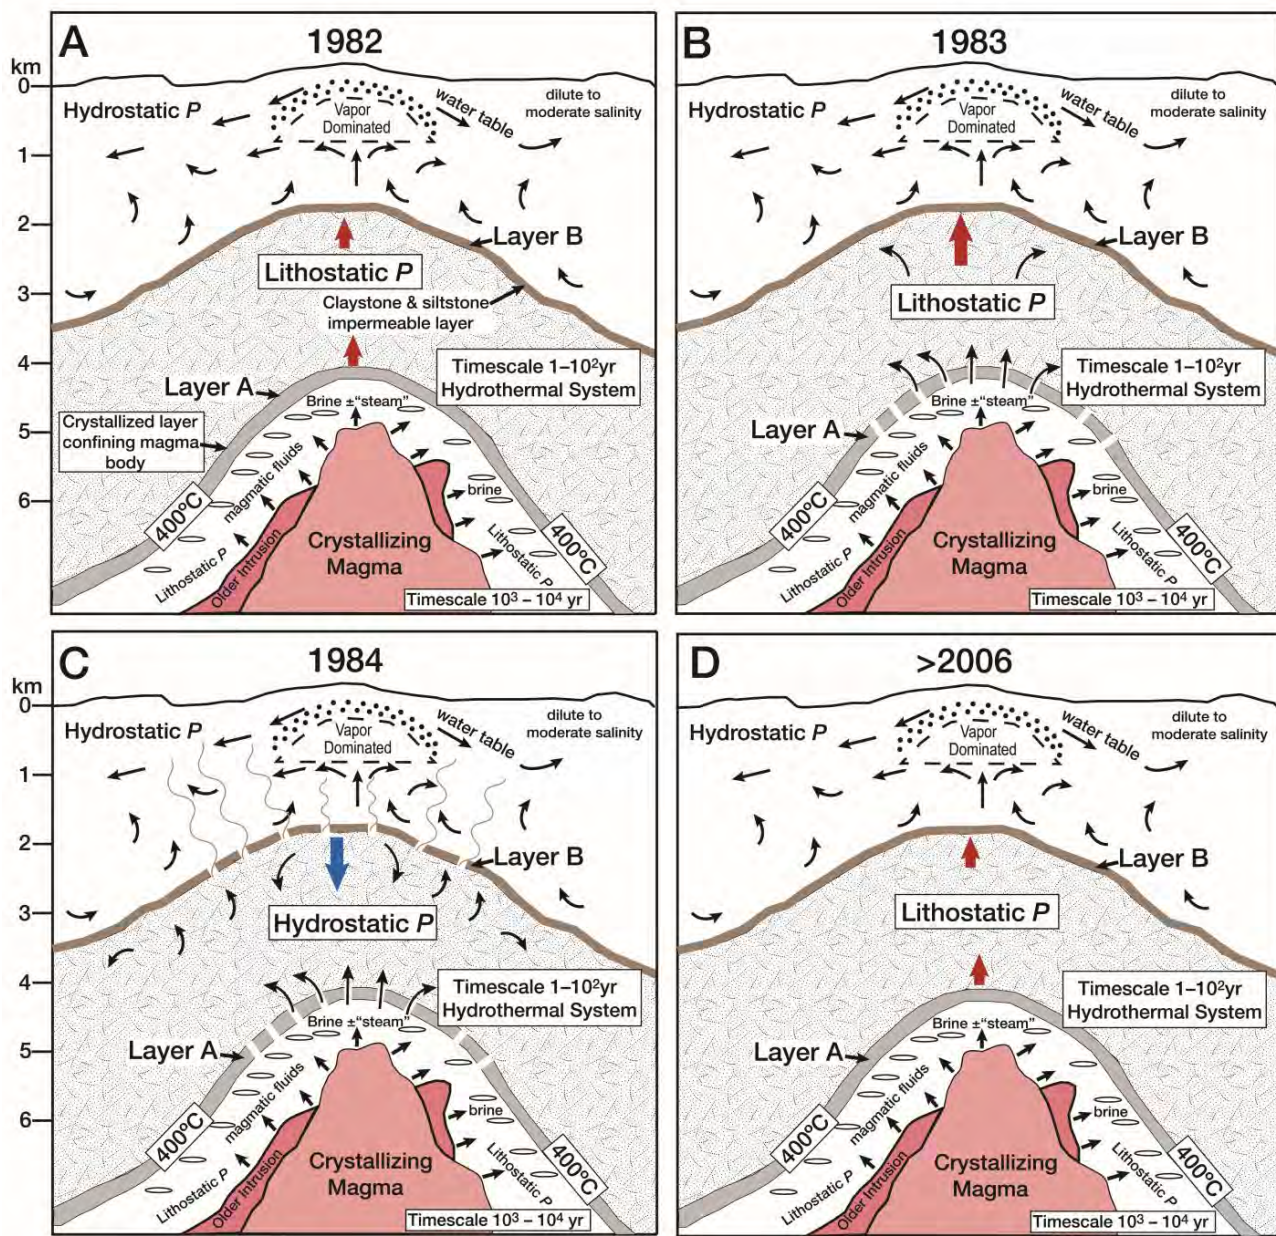 A
1982
km
0
1
2
3
4
5
6
Hydrostatic P
Vapor
Dominated
water table
dilute to
moderate salinity
Layer B
Lithostatic P
Claystone & siltstone
impermeable layer
Timescale 1–10²yr
Hydrothermal System
Layer A
Crystallized layer
confining magma
body
Brine ±“steam”
magmatic fluids
brine
400ºC
400ºC
Lithostatic P
Lithostatic P
Older Intrusion
Crystallizing
Magma
Timescale 10³ – 10⁴ yr
B
1983
Hydrostatic P
Vapor
Dominated
water table
dilute to
moderate salinity
Layer B
Lithostatic P
Timescale 1–10²yr
Hydrothermal System
Layer A
Brine ±“steam”
magmatic fluids
brine
400ºC
400ºC
Lithostatic P
Lithostatic P
Older Intrusion
Crystallizing
Magma
Timescale 10³ – 10⁴ yr
C
1984
km
0
1
2
3
4
5
6
Hydrostatic P
Vapor
Dominated
water table
dilute to
moderate salinity
Layer B
Hydrostatic P
Timescale 1–10²yr
Hydrothermal System
Layer A
Brine ±“steam”
magmatic fluids
brine
400ºC
400ºC
Lithostatic P
Lithostatic P
Older Intrusion
Crystallizing
Magma
Timescale 10³ – 10⁴ yr
D
>2006
Hydrostatic P
Vapor
Dominated
water table
dilute to
moderate salinity
Layer B
Lithostatic P
Timescale 1–10²yr
Hydrothermal System
Layer A
Brine ±“steam”
magmatic fluids
brine
400ºC
400ºC
Lithostatic P
Lithostatic P
Older Intrusion
Crystallizing
Magma
Timescale 10³ – 10⁴ yr